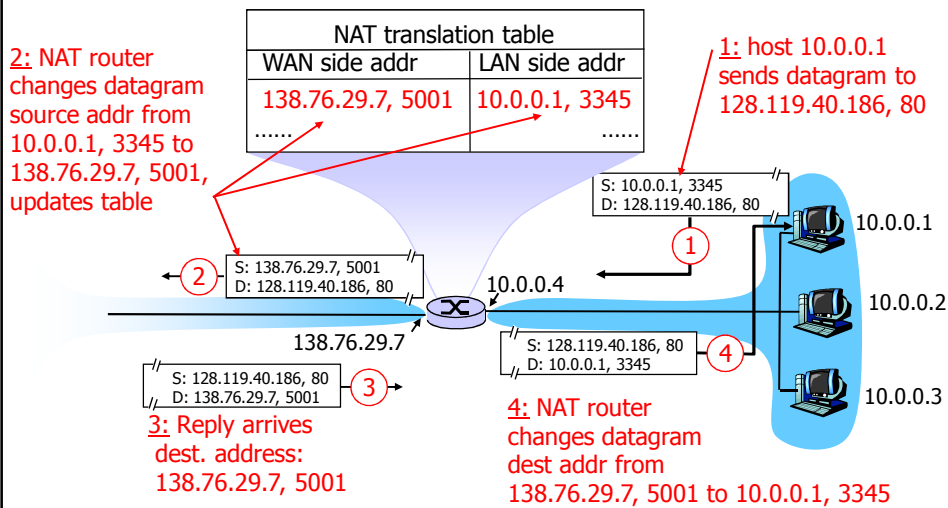 NAT translation table
WAN side addr LAN side addr
138.76.29.7, 5001 10.0.0.1, 3345
...... ......
2: NAT router
changes datagram
source addr from
10.0.0.1, 3345 to
138.76.29.7, 5001,
updates table
1: host 10.0.0.1
sends datagram to
128.119.40.186, 80
S: 10.0.0.1, 3345
D: 128.119.40.186, 80
1
10.0.0.1
S: 138.76.29.7, 5001
D: 128.119.40.186, 80
2
10.0.0.4
10.0.0.2
138.76.29.7
S: 128.119.40.186, 80
D: 10.0.0.1, 3345
4
S: 128.119.40.186, 80
D: 138.76.29.7, 5001
3
10.0.0.3
3: Reply arrives
dest. address:
138.76.29.7, 5001
4: NAT router
changes datagram
dest addr from
138.76.29.7, 5001 to 10.0.0.1, 3345